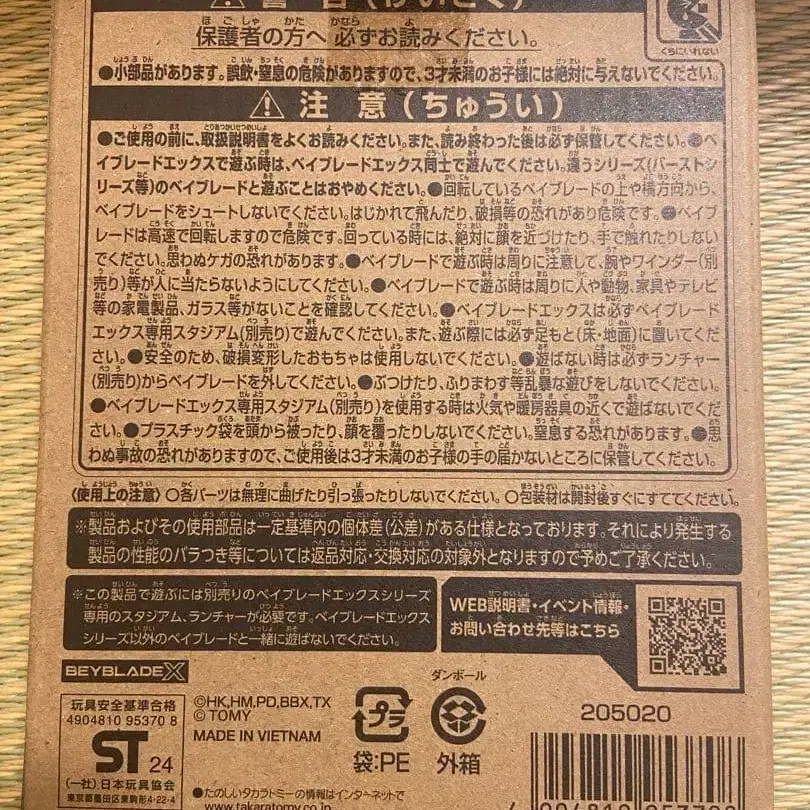 ⚠ 警告(けいこく)
保護者の方へ 必ずお読みください。
くちにいれない
●小部品があります。誤飲・窒息の危険がありますので、3才未満のお子様には絶対に与えないでください。
⚠ 注意(ちゅうい)
●ご使用の前に、取扱説明書をよくお読みください。また、読み終わった後は必ず保管してください。●ベ
イブレードエックスで遊ぶ時は、ベイブレードエックス同士で遊んでください。違うシリーズ(バーストシ
リーズ等)のベイブレードと遊ぶことはおやめください。●回転しているベイブレードの上や横方向から、
ベイブレードをシュートしないでください。はじかれて飛んだり、破損等の恐れがあり危険です。●ベイブ
レードは高速で回転しますので危険です。回っている時には、絶対に顔を近づけたり、手で触れたりしない
でください。思わぬケガの恐れがあります。●ベイブレードで遊ぶ時は周りに注意して、腕やワインダー(別
売り)等が人に当たらないようにしてください。●ベイブレードで遊ぶ時は周りに人や動物、家具やテレビ
等の家電製品、ガラス等がないことを確認してください。●ベイブレードエックスは必ずベイブレード
エックス専用スタジアム(別売り)で遊んでください。また、遊ぶ際には必ず足もと(床・地面)に置いてくだ
さい。●安全のため、破損変形したおもちゃは使用しないでください。●遊ばない時は必ずランチャー
(別売り)からベイブレードを外してください。●ぶつけたり、ふりまわす等乱暴な遊びをしないでください。
●ベイブレードエックス専用スタジアム(別売り)を使用する時は火気や暖房器具の近くで遊ばないでくだ
さい。●プラスチック袋を頭から被ったり、顔を覆ったりしないでください。窒息する恐れがあります。●思
わぬ事故の恐れがありますので、ご使用後は3才未満のお子様の手の届かないところに保管してください。
〈使用上の注意〉○各パーツは無理に曲げたり引っ張ったりしないでください。○包装材は開封後すぐにすててください。
※製品およびその使用部品は一定基準内の個体差(公差)がある仕様となっております。それにより発生する
製品の性能のバラつき等については返品対応・交換対応の対象外となりますので予めご了承ください。
※この製品で遊ぶには別売りのベイブレードエックスシリーズ
専用のスタジアム、ランチャーが必要です。ベイブレードエックス
シリーズ以外のベイブレードと一緒に遊ばないでください。
WEB説明書・イベント情報・
お問い合わせ先等はこちら
BEYBLADE X
玩具安全基準合格
4904810 95370 8
ST 24
(一社)日本玩具協会
東京都墨田区東駒形4-22-4
©HK,HM,PD,BBX,TX
© TOMY
MADE IN VIETNAM
プラ
袋:PE
ダンボール
外箱
205020
●たのしいタカラトミーの情報はインターネットで
www.takaratomy.co.jp